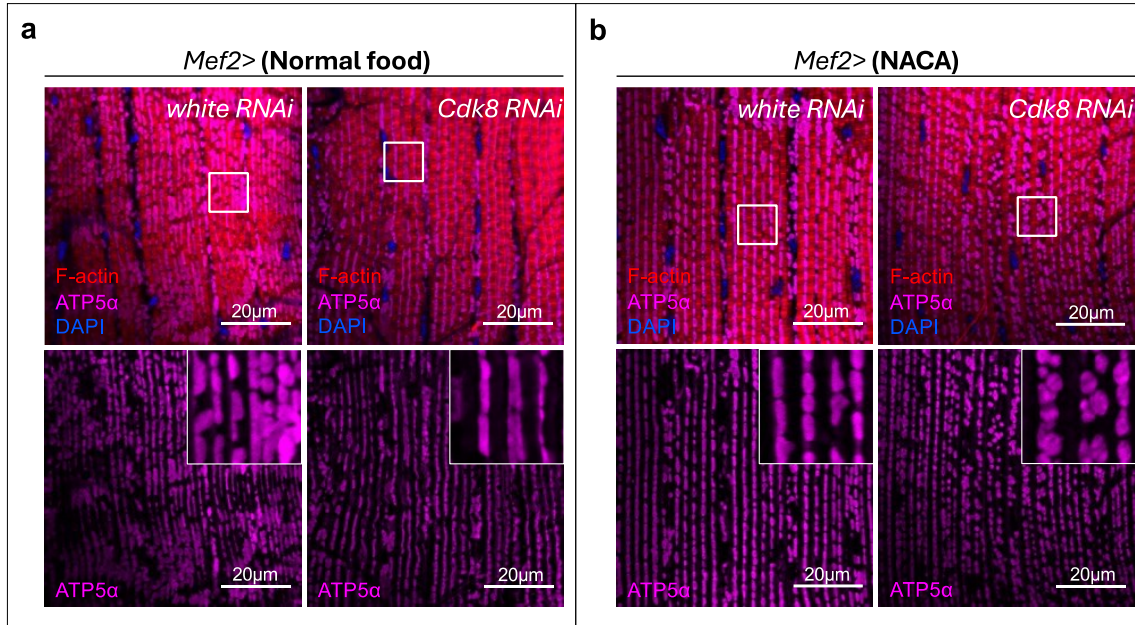 a
Mef2> (Normal food)
white RNAi
Cdk8 RNAi
F-actin
ATP5α
DAPI
20µm
F-actin
ATP5α
DAPI
20µm
ATP5α
20µm
ATP5α
20µm
b
Mef2> (NACA)
white RNAi
Cdk8 RNAi
F-actin
ATP5α
DAPI
20µm
F-actin
ATP5α
DAPI
20µm
ATP5α
20µm
ATP5α
20µm